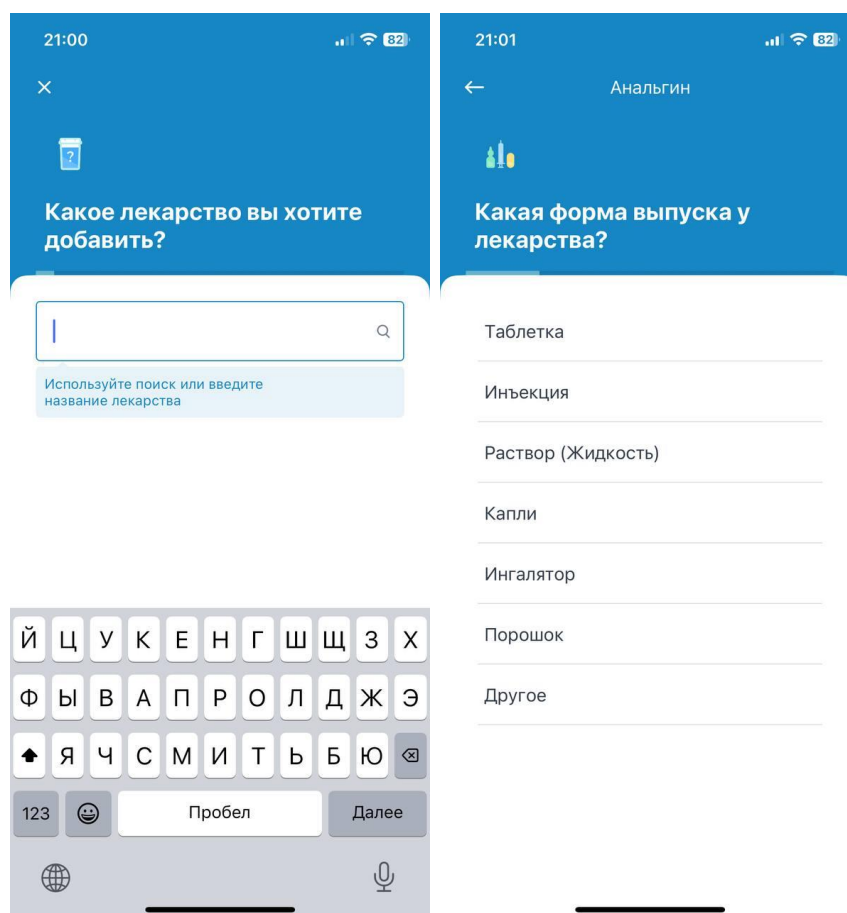 21:00
82
?
Какое лекарство вы хотите
добавить?
Используйте поиск или введите
название лекарства
Й Ц У К Е Н Г Ш Щ З Х
Ф Ы В А П Р О Л Д Ж Э
Я Ч С М И Т Ь Б Ю
123 Пробел Далее
21:01
82
Анальгин
Какая форма выпуска у
лекарства?
Таблетка
Инъекция
Раствор (Жидкость)
Капли
Ингалятор
Порошок
Другое